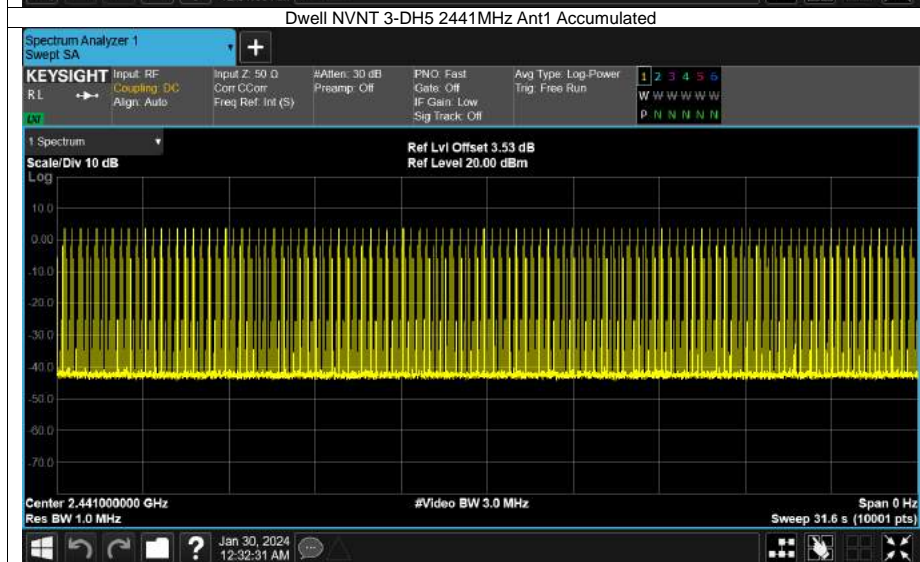 Dwell NVNT 3-DH5 2441MHz Ant1 Accumulated
Spectrum Analyzer 1
Swept SA
+
KEYSIGHT Input: RF Input Z: 50 Ω #Atten: 30 dB PNO: Fast Avg Type: Log-Power 1 2 3 4 5 6
RL Coupling: DC Corr CCorr Preamp: Off Gate: Off Trig: Free Run W W W W W W
Align: Auto Freq Ref: Int (S) IF Gain: Low
LXI Sig Track: Off P N N N N N
1 Spectrum Ref Lvl Offset 3.53 dB
Scale/Div 10 dB Ref Level 20.00 dBm
Log
10.0
0.00
-10.0
-20.0
-30.0
-40.0
-50.0
-60.0
-70.0
Center 2.441000000 GHz #Video BW 3.0 MHz Span 0 Hz
Res BW 1.0 MHz Sweep 31.6 s (10001 pts)
? Jan 30, 2024
12:32:31 AM